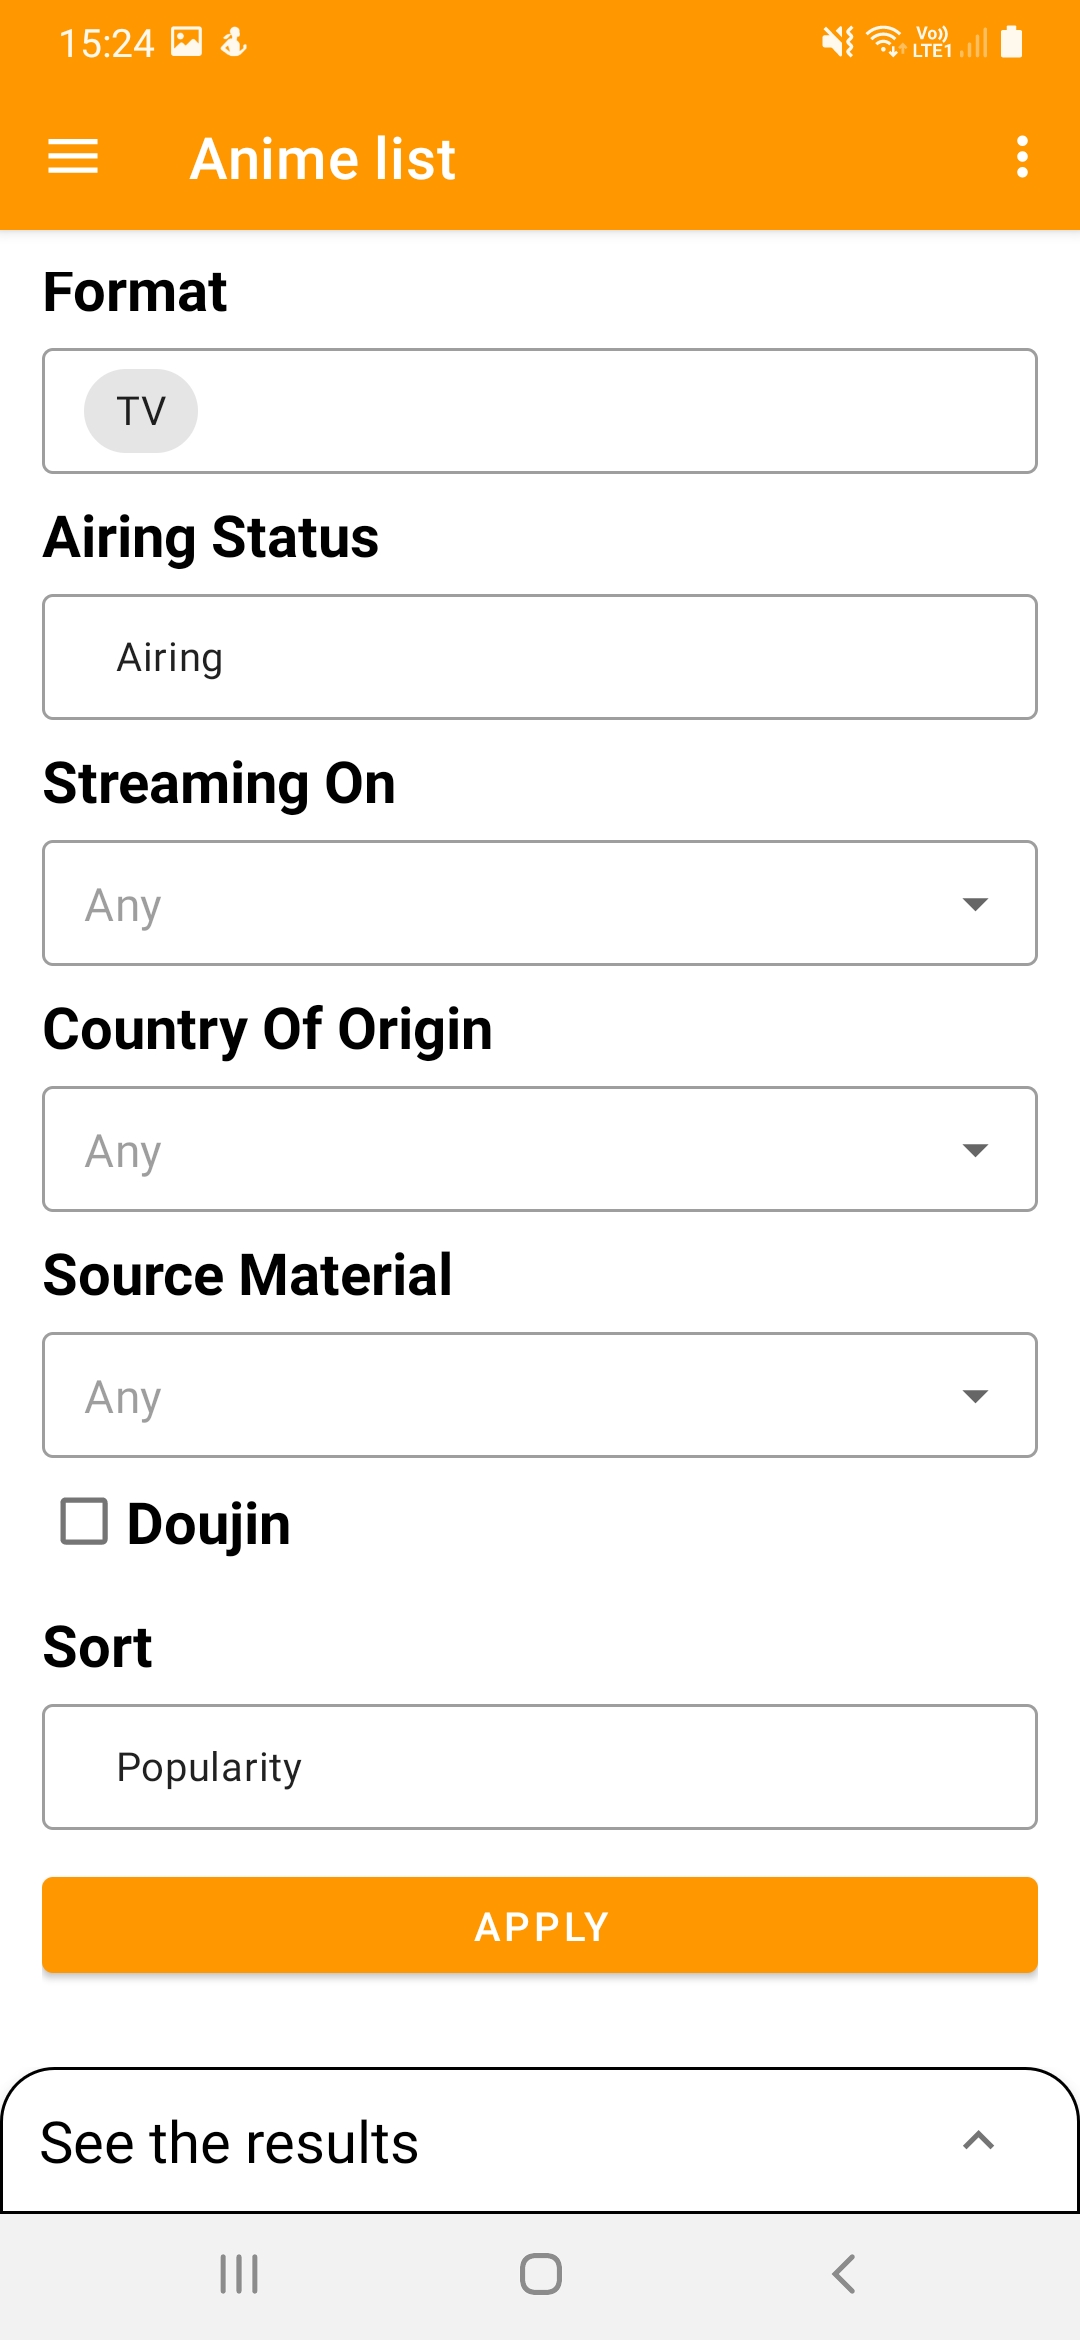 15:24
Vo))
LTE1
Anime list
Format
TV
Airing Status
Airing
Streaming On
Any
Country Of Origin
Any
Source Material
Any
Doujin
Sort
Popularity
APPLY
See the results